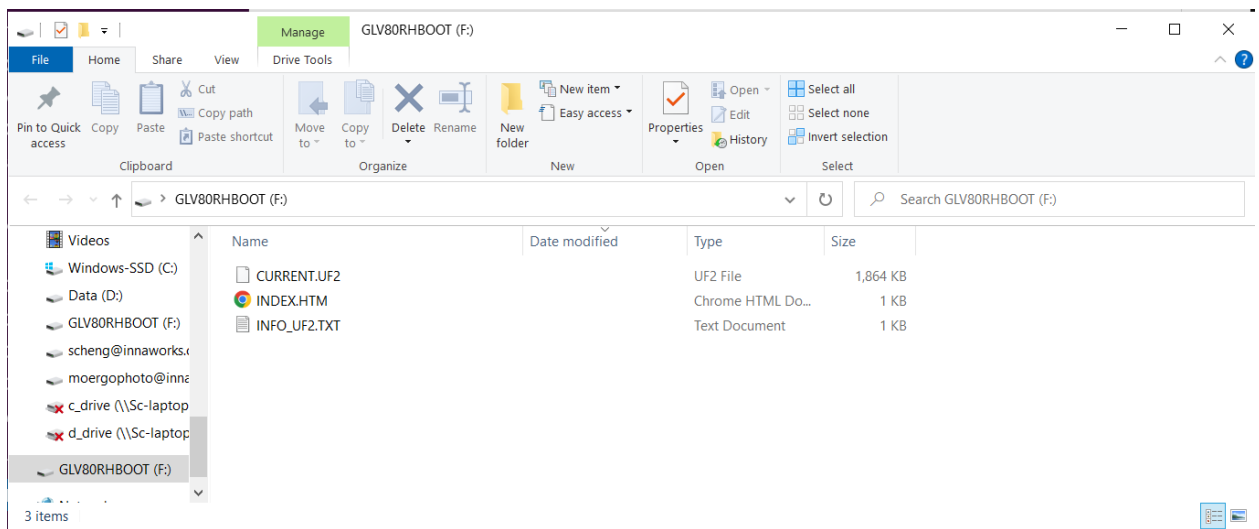 Manage GLV80RHBOOT (F:)
File Home Share View Drive Tools
Pin to Quick access
Copy
Paste
Cut
Copy path
Paste shortcut
Move to
Copy to
Delete
Rename
New folder
New item
Easy access
Properties
Open
Edit
History
Select all
Select none
Invert selection
Clipboard Organize New Open Select
GLV80RHBOOT (F:) Search GLV80RHBOOT (F:)
Name Date modified Type Size
CURRENT.UF2 UF2 File 1,864 KB
INDEX.HTM Chrome HTML Do... 1 KB
INFO_UF2.TXT Text Document 1 KB
Videos
Windows-SSD (C:)
Data (D:)
GLV80RHBOOT (F:)
scheng@innaworks.
moergophoto@inna
c_drive (\\Sc-laptop
d_drive (\\Sc-laptop
GLV80RHBOOT (F:)
3 items